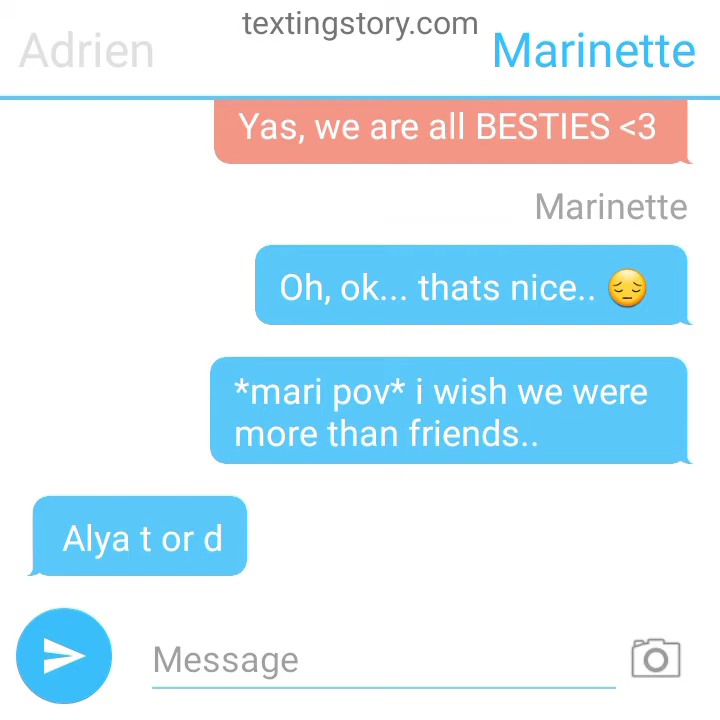 textingstory.com
Adrien
Marinette
Yas, we are all BESTIES <3
Marinette
Oh, ok... thats nice.. 😔
*mari pov* i wish we were
more than friends..
Alya t or d
Message